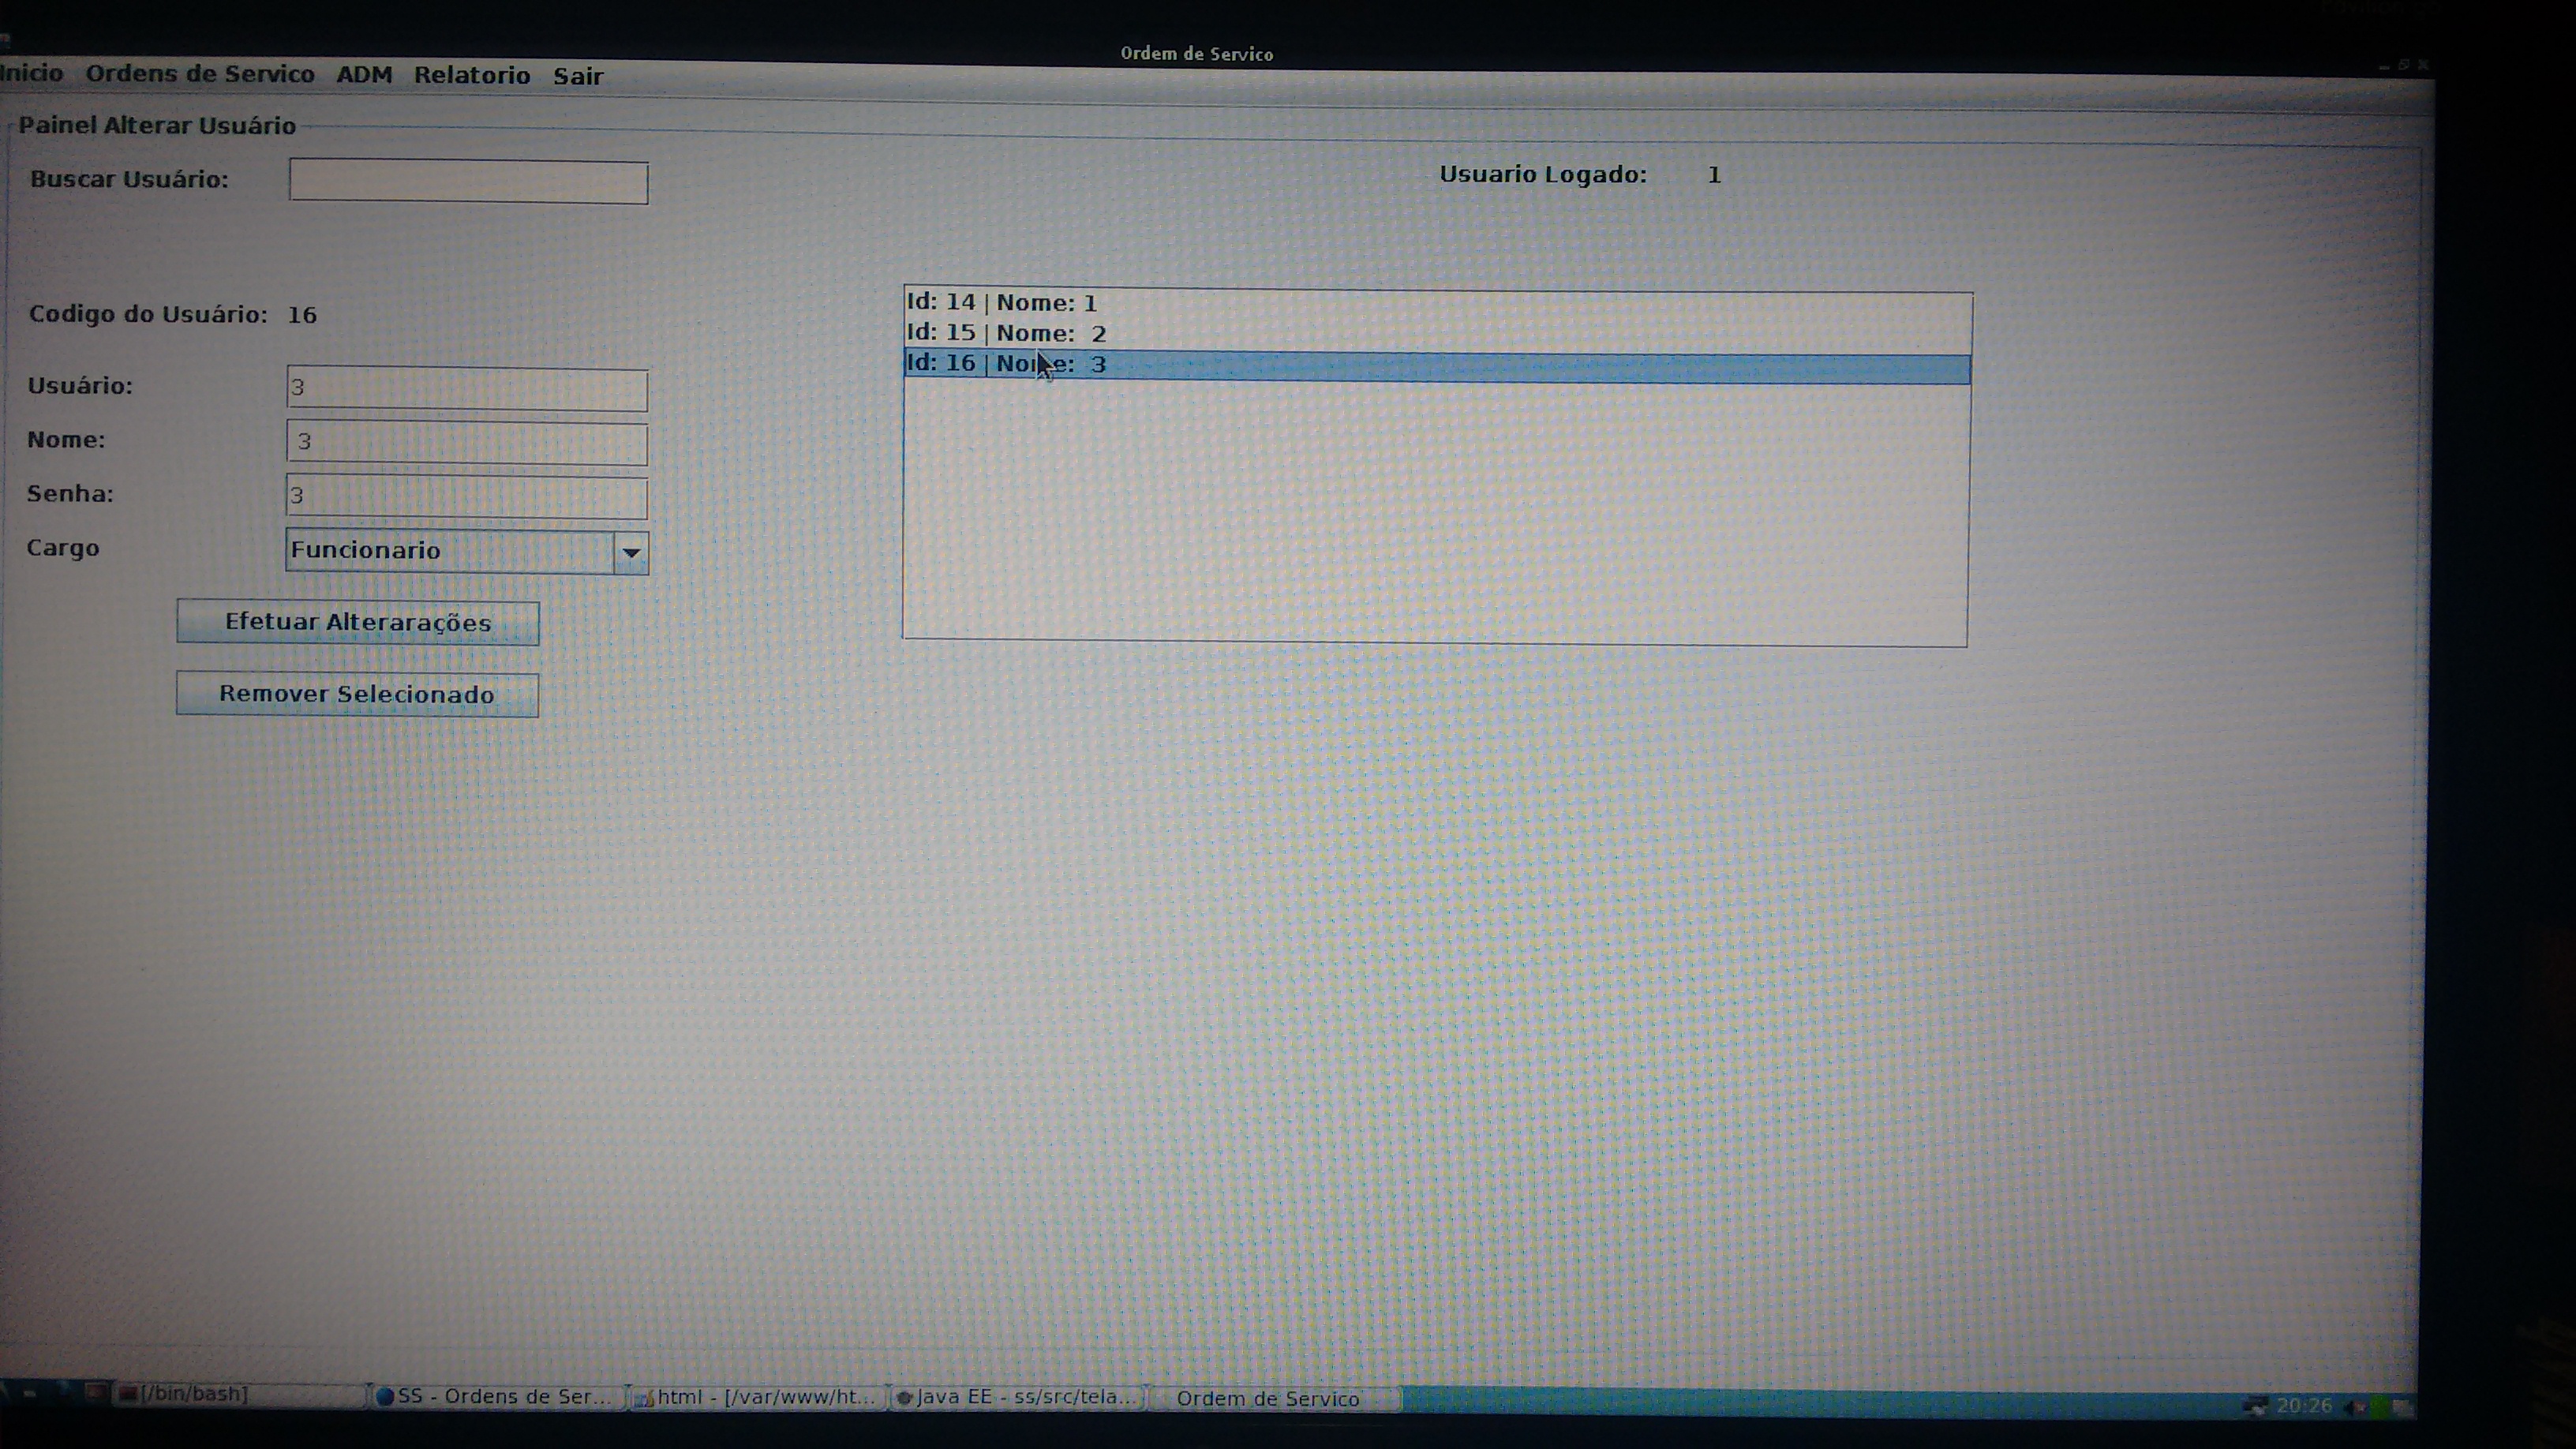 Ordem de Servico
Inicio Ordens de Servico ADM Relatorio Sair
Painel Alterar Usuário
Buscar Usuário:
Usuario Logado: 1
Codigo do Usuário: 16
Usuário: 3
Nome: 3
Senha: 3
Cargo Funcionario
Efetuar Alterarações
Remover Selecionado
Id: 14 | Nome: 1
Id: 15 | Nome: 2
Id: 16 | Nome: 3
[/bin/bash] SS - Ordens de Ser... html - [/var/www/ht... Java EE - ss/src/tela... Ordem de Servico 20:26